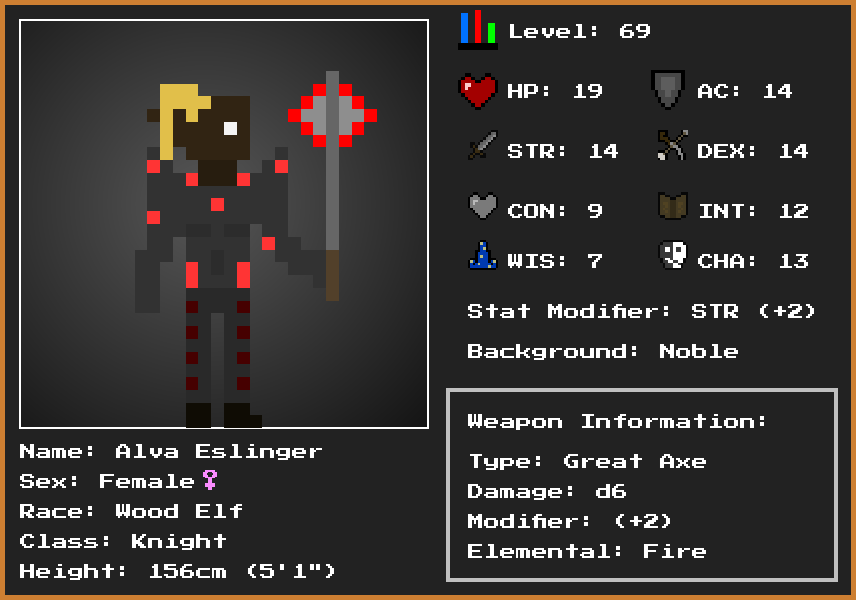 Level: 69
HP: 19
AC: 14
STR: 14
DEX: 14
CON: 9
INT: 12
WIS: 7
CHA: 13
Stat Modifier: STR (+2)
Background: Noble
Weapon Information:
Type: Great Axe
Damage: d6
Modifier: (+2)
Elemental: Fire
Name: Alva Eslinger
Sex: Female♀
Race: Wood Elf
Class: Knight
Height: 156cm (5'1")